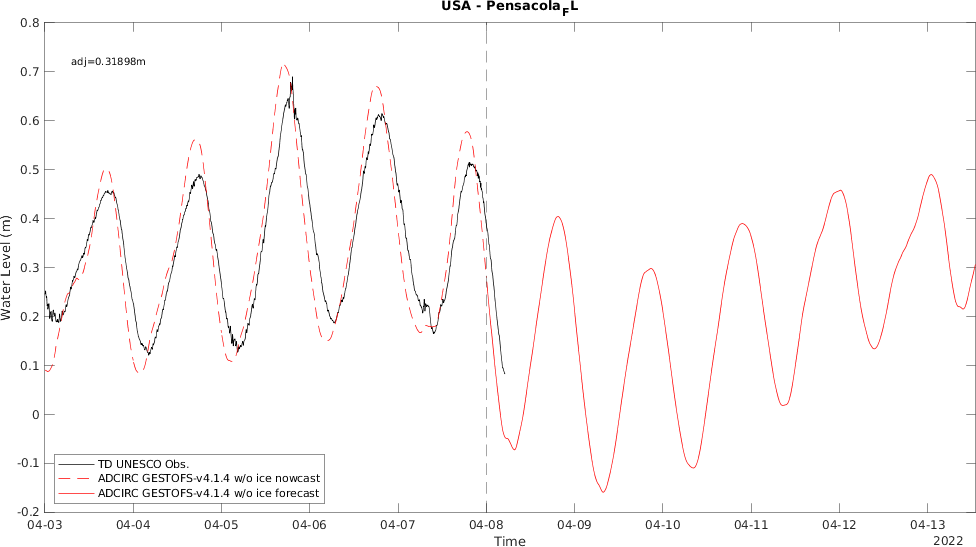 USA - Pensacola_FL
adj=0.31898m
0.8
0.7
0.6
0.5
0.4
0.3
0.2
0.1
0
-0.1
-0.2
Water Level (m)
TD UNESCO Obs.
ADCIRC GESTOFS-v4.1.4 w/o ice nowcast
ADCIRC GESTOFS-v4.1.4 w/o ice forecast
04-03 04-04 04-05 04-06 04-07 04-08 04-09 04-10 04-11 04-12 04-13
Time
2022